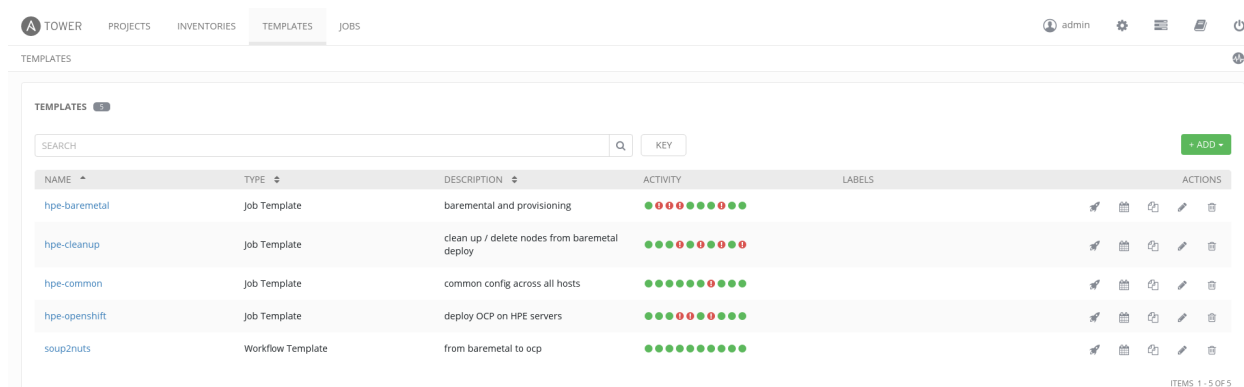 A TOWER PROJECTS INVENTORIES TEMPLATES JOBS admin
TEMPLATES
TEMPLATES 5
SEARCH KEY + ADD
NAME TYPE DESCRIPTION ACTIVITY LABELS ACTIONS
hpe-baremetal Job Template baremental and provisioning
hpe-cleanup Job Template clean up / delete nodes from baremetal
deploy
hpe-common Job Template common config across all hosts
hpe-openshift Job Template deploy OCP on HPE servers
soup2nuts Workflow Template from baremetal to ocp
ITEMS 1 - 5 OF 5